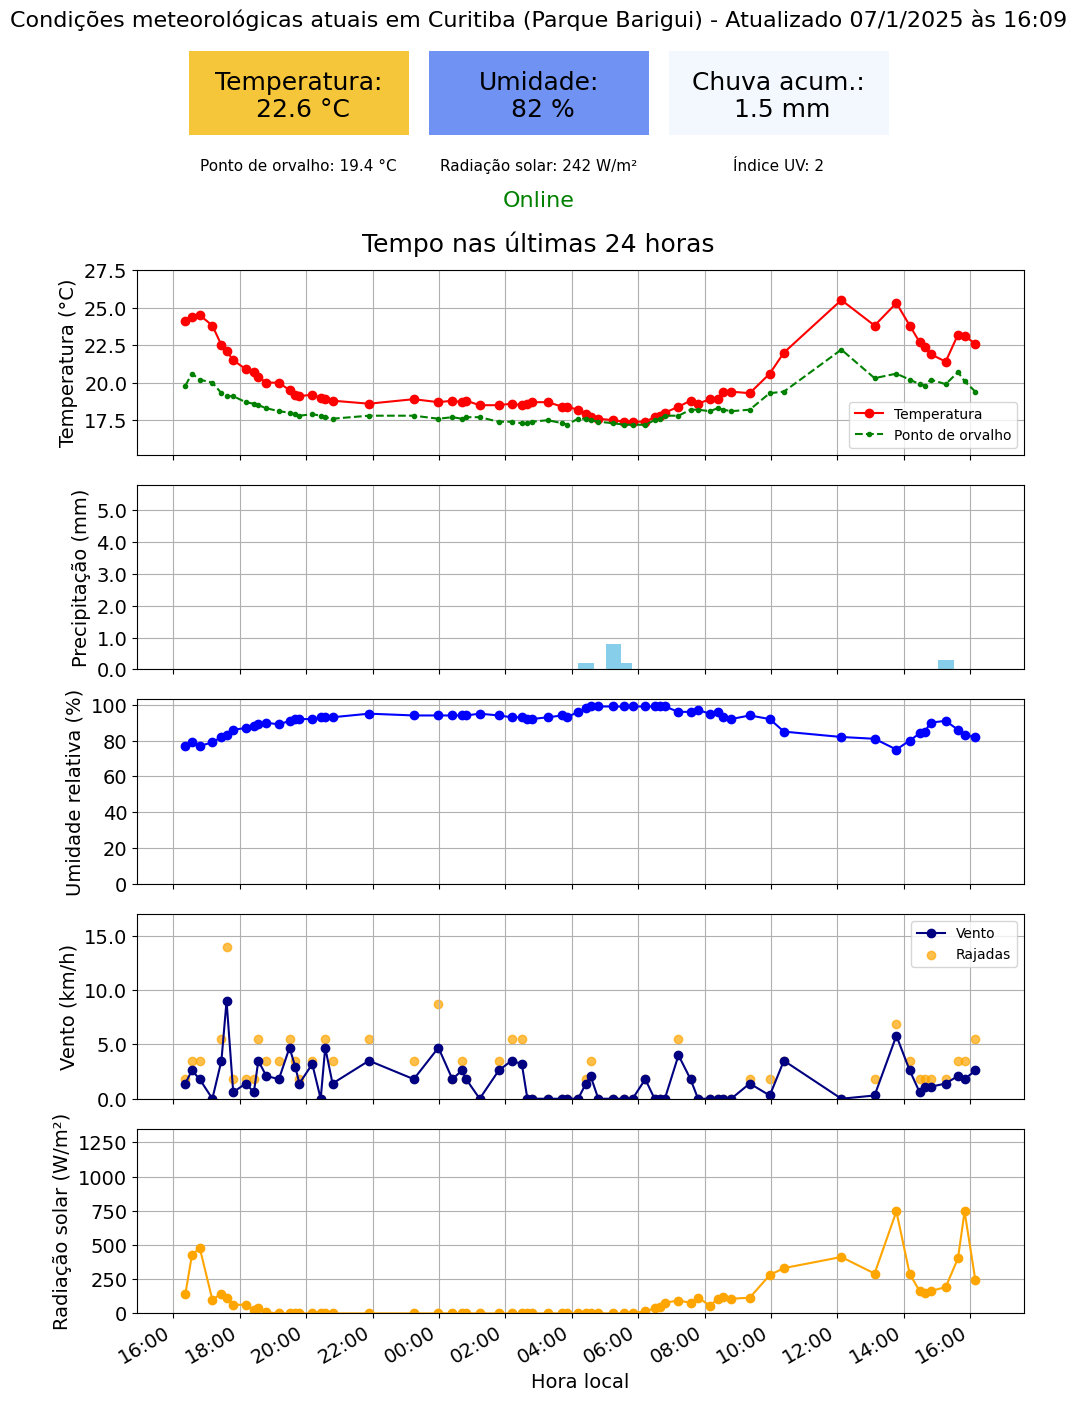 Condições meteorológicas atuais em Curitiba (Parque Barigui) - Atualizado 07/1/2025 às 16:09
Temperatura:
22.6 °C
Umidade:
82 %
Chuva acum.:
1.5 mm
Ponto de orvalho: 19.4 °C
Radiação solar: 242 W/m²
Índice UV: 2
Online
Tempo nas últimas 24 horas
Temperatura (°C)
27.5
25.0
22.5
20.0
17.5
Temperatura
Ponto de orvalho
Precipitação (mm)
5.0
4.0
3.0
2.0
1.0
0.0
Umidade relativa (%)
100
80
60
40
20
0
Vento (km/h)
15.0
10.0
5.0
0.0
Vento
Rajadas
Radiação solar (W/m²)
1250
1000
750
500
250
0
16:00
18:00
20:00
22:00
00:00
02:00
04:00
06:00
08:00
10:00
12:00
14:00
16:00
Hora local